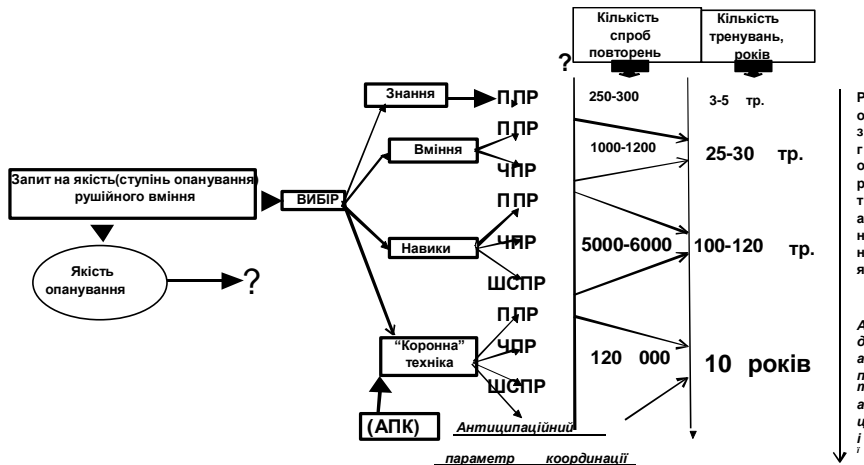 Кількість
спроб
повторень
Кількість
тренувань,
років
?
Знання
ППР
250-300
3-5 тр.
Вміння
ППР
ЧПР
1000-1200
25-30 тр.
Запит на якість(ступінь опанування)
рушійного вміння
ВИБІР
ППР
Навики
ЧПР
ШСПР
5000-6000
100-120 тр.
Якість
опанування
?
ППР
“Коронна”
техніка
ЧПР
ШСПР
120 000
10 років
(АПК)
Антиципаційний
параметр координації
Розгортання
Адаптації